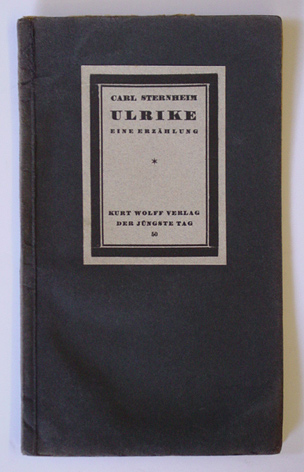 CARL STERNHEIM
ULRIKE
EINE ERZÄHLUNG
*
KURT WOLFF VERLAG
DER JÜNGSTE TAG
50